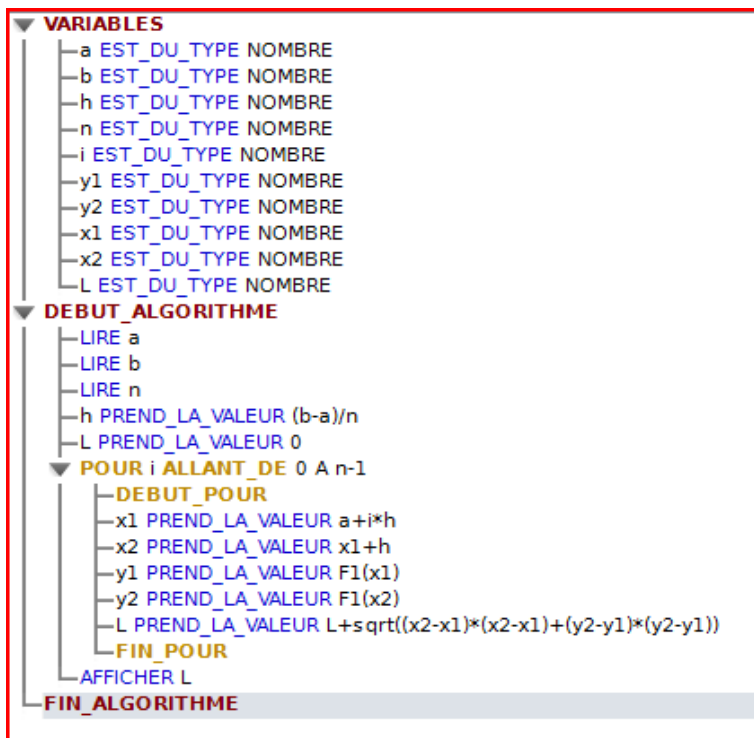 VARIABLES
a EST_DU_TYPE NOMBRE
b EST_DU_TYPE NOMBRE
h EST_DU_TYPE NOMBRE
n EST_DU_TYPE NOMBRE
i EST_DU_TYPE NOMBRE
y1 EST_DU_TYPE NOMBRE
y2 EST_DU_TYPE NOMBRE
x1 EST_DU_TYPE NOMBRE
x2 EST_DU_TYPE NOMBRE
L EST_DU_TYPE NOMBRE
DEBUT_ALGORITHME
LIRE a
LIRE b
LIRE n
h PREND_LA_VALEUR (b-a)/n
L PREND_LA_VALEUR 0
POUR i ALLANT_DE 0 A n-1
DEBUT_POUR
x1 PREND_LA_VALEUR a+i*h
x2 PREND_LA_VALEUR x1+h
y1 PREND_LA_VALEUR F1(x1)
y2 PREND_LA_VALEUR F1(x2)
L PREND_LA_VALEUR L+sqrt((x2-x1)*(x2-x1)+(y2-y1)*(y2-y1))
FIN_POUR
AFFICHER L
FIN_ALGORITHME